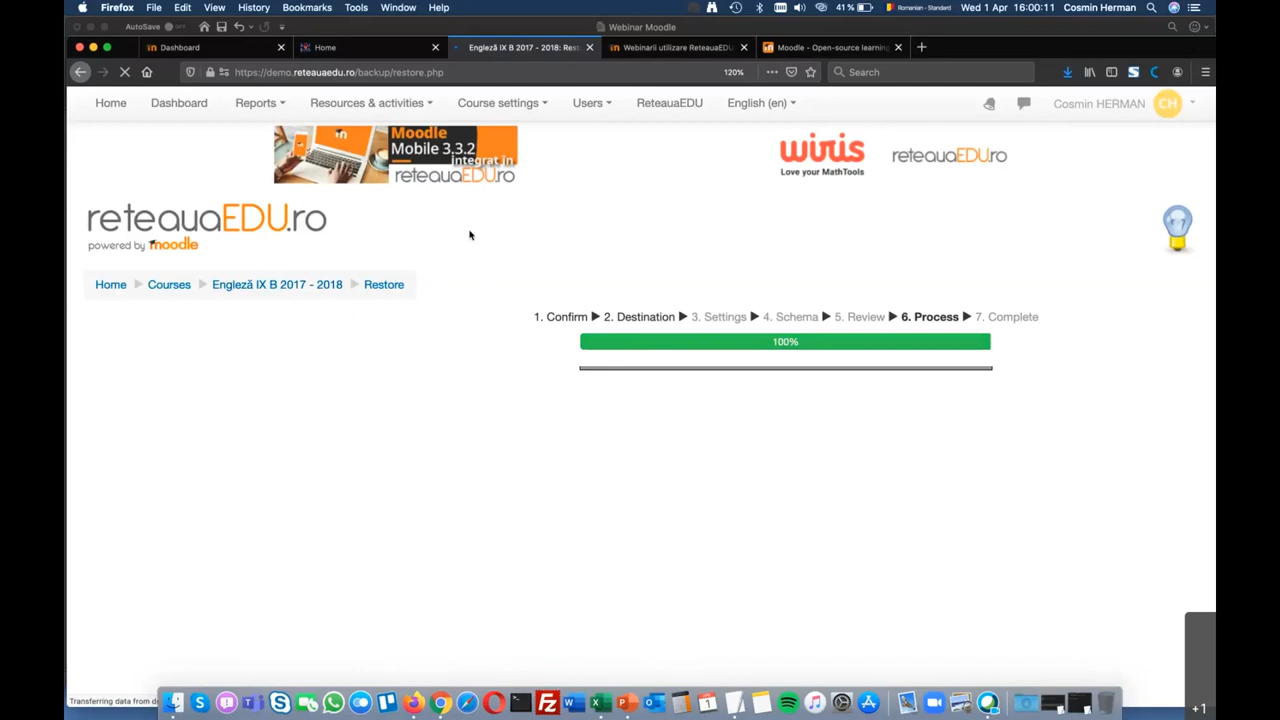 Firefox File Edit View History Bookmarks Tools Window Help 41% Romanian - Standard Wed 1 Apr 16:00:11 Cosmin Herman
AutoSave OFF Webinar Moodle
Dashboard Home Engleză IX B 2017 - 2018: Rest Webinarii utilizare ReteauaEDU Moodle - Open-source learning
https://demo.reteauaedu.ro/backup/restore.php 120% Search
Home Dashboard Reports Resources & activities Course settings Users ReteauaEDU English (en) Cosmin HERMAN CH
Moodle
Mobile 3.3.2
integrat in
reteauaEDU.ro
wiris
Love your MathTools
reteauaEDU.ro
reteauaEDU.ro
powered by moodle
Home Courses Engleză IX B 2017 - 2018 Restore
1. Confirm 2. Destination 3. Settings 4. Schema 5. Review 6. Process 7. Complete
100%
Transferring data from
+1